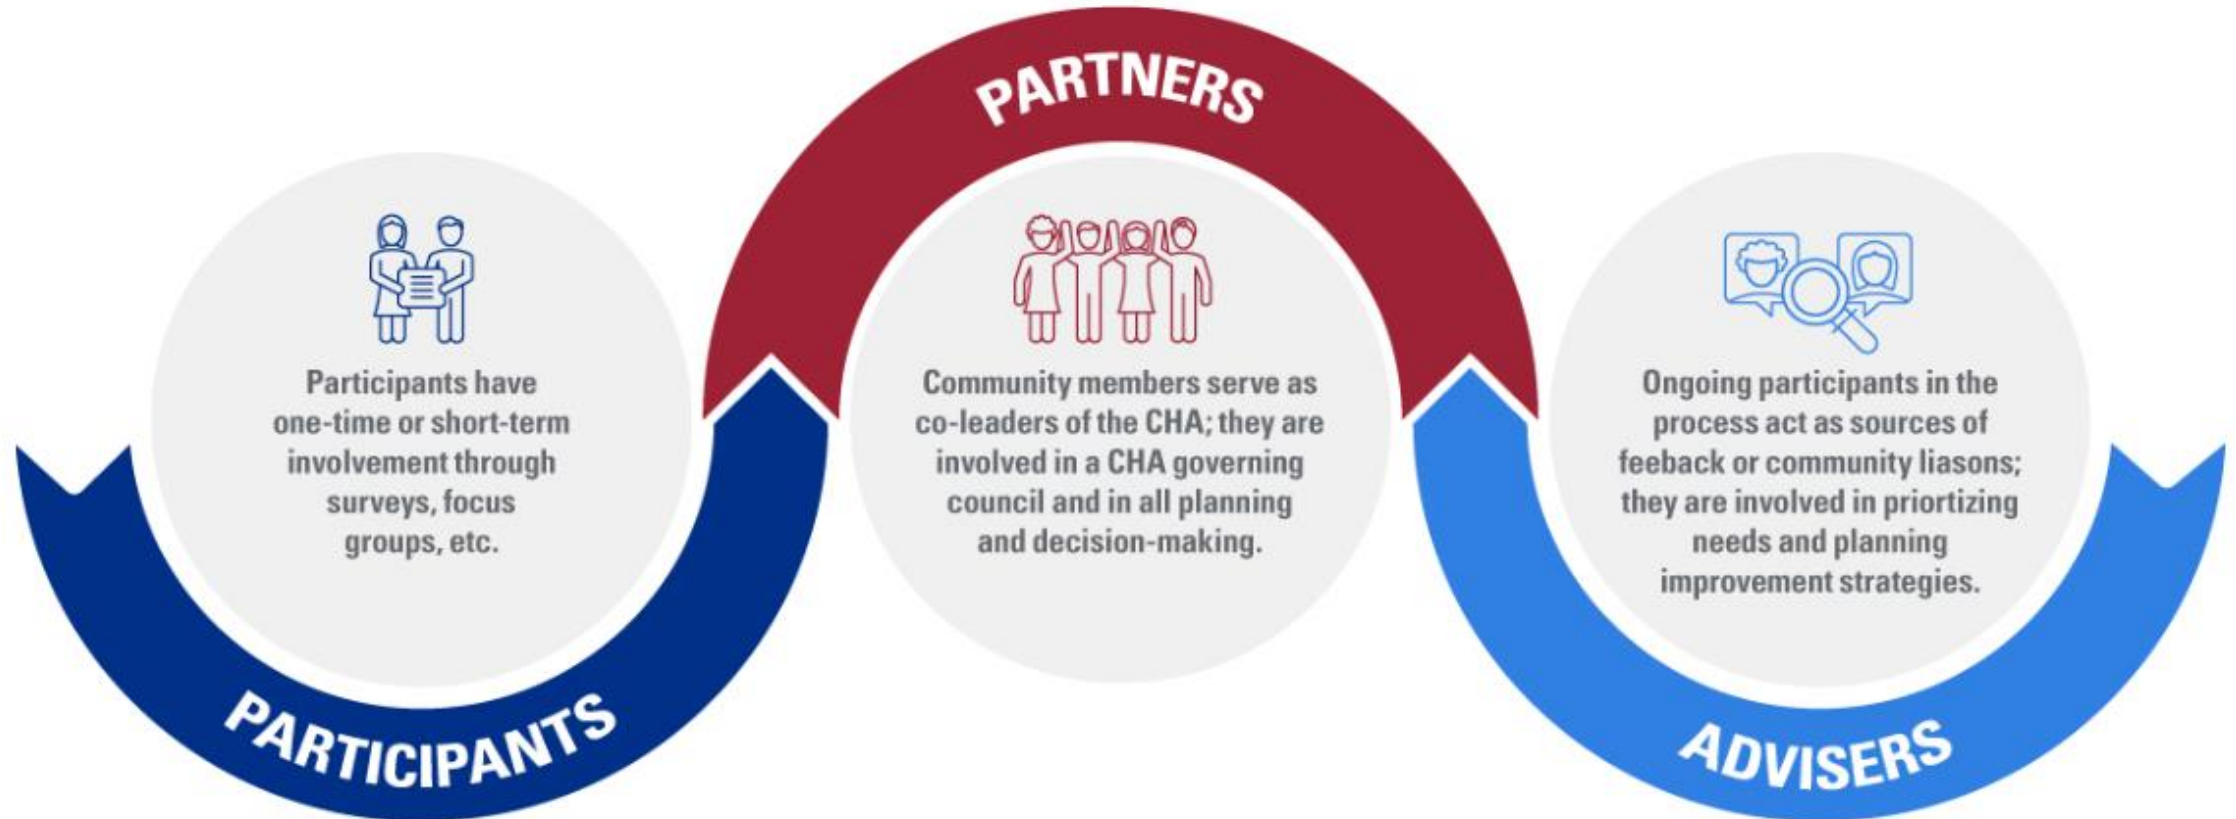 PARTICIPANTS
Participants have
one-time or short-term
involvement through
surveys, focus
groups, etc.
PARTNERS
Community members serve as
co-leaders of the CHA; they are
involved in a CHA governing
council and in all planning
and decision-making.
ADVISERS
Ongoing participants in the
process act as sources of
feeback or community liasons;
they are involved in priortizing
needs and planning
improvement strategies.